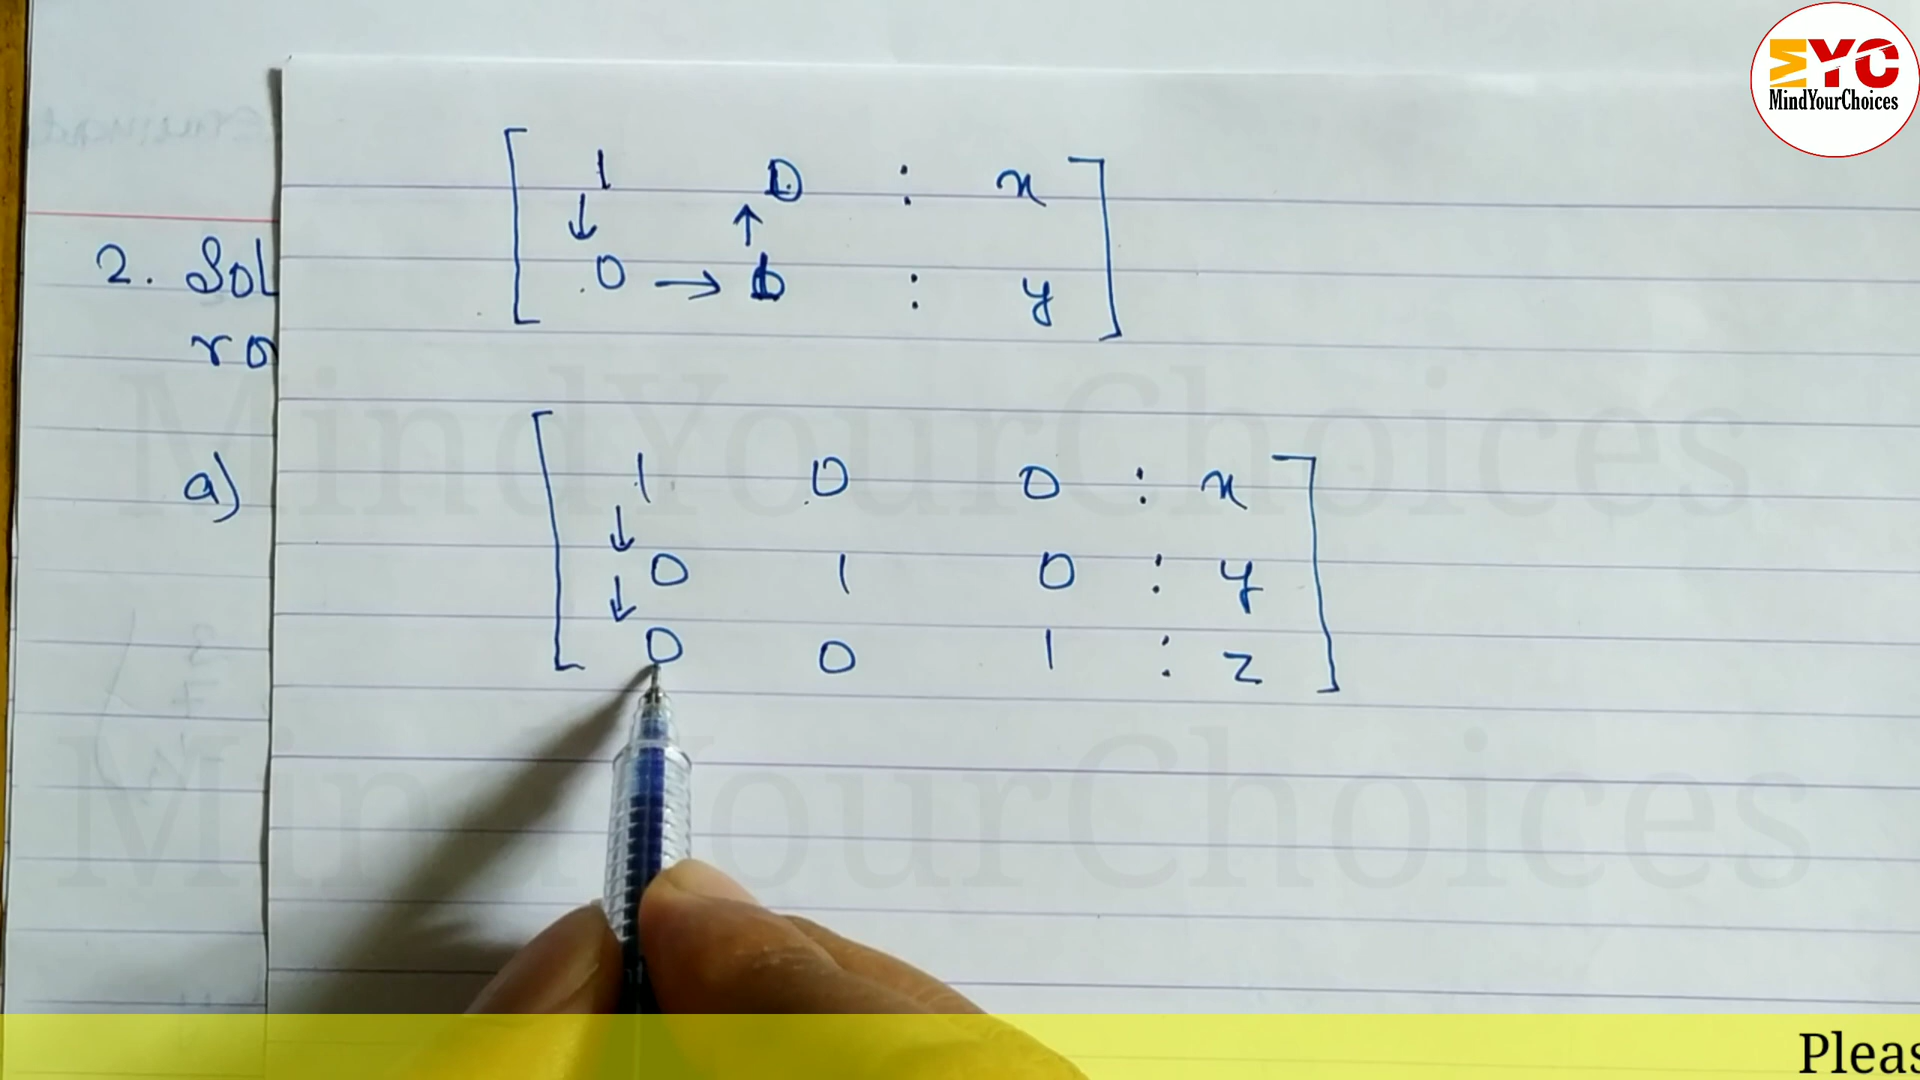 MYC
MindYourChoices
1 0 : x
↓ ↑
0 → 1 : y
2. Sol
ro
MindYourChoices
a)
1 0 0 : x
↓
0 1 0 : y
↓
0 0 1 : z
MindYourChoices
Pleas